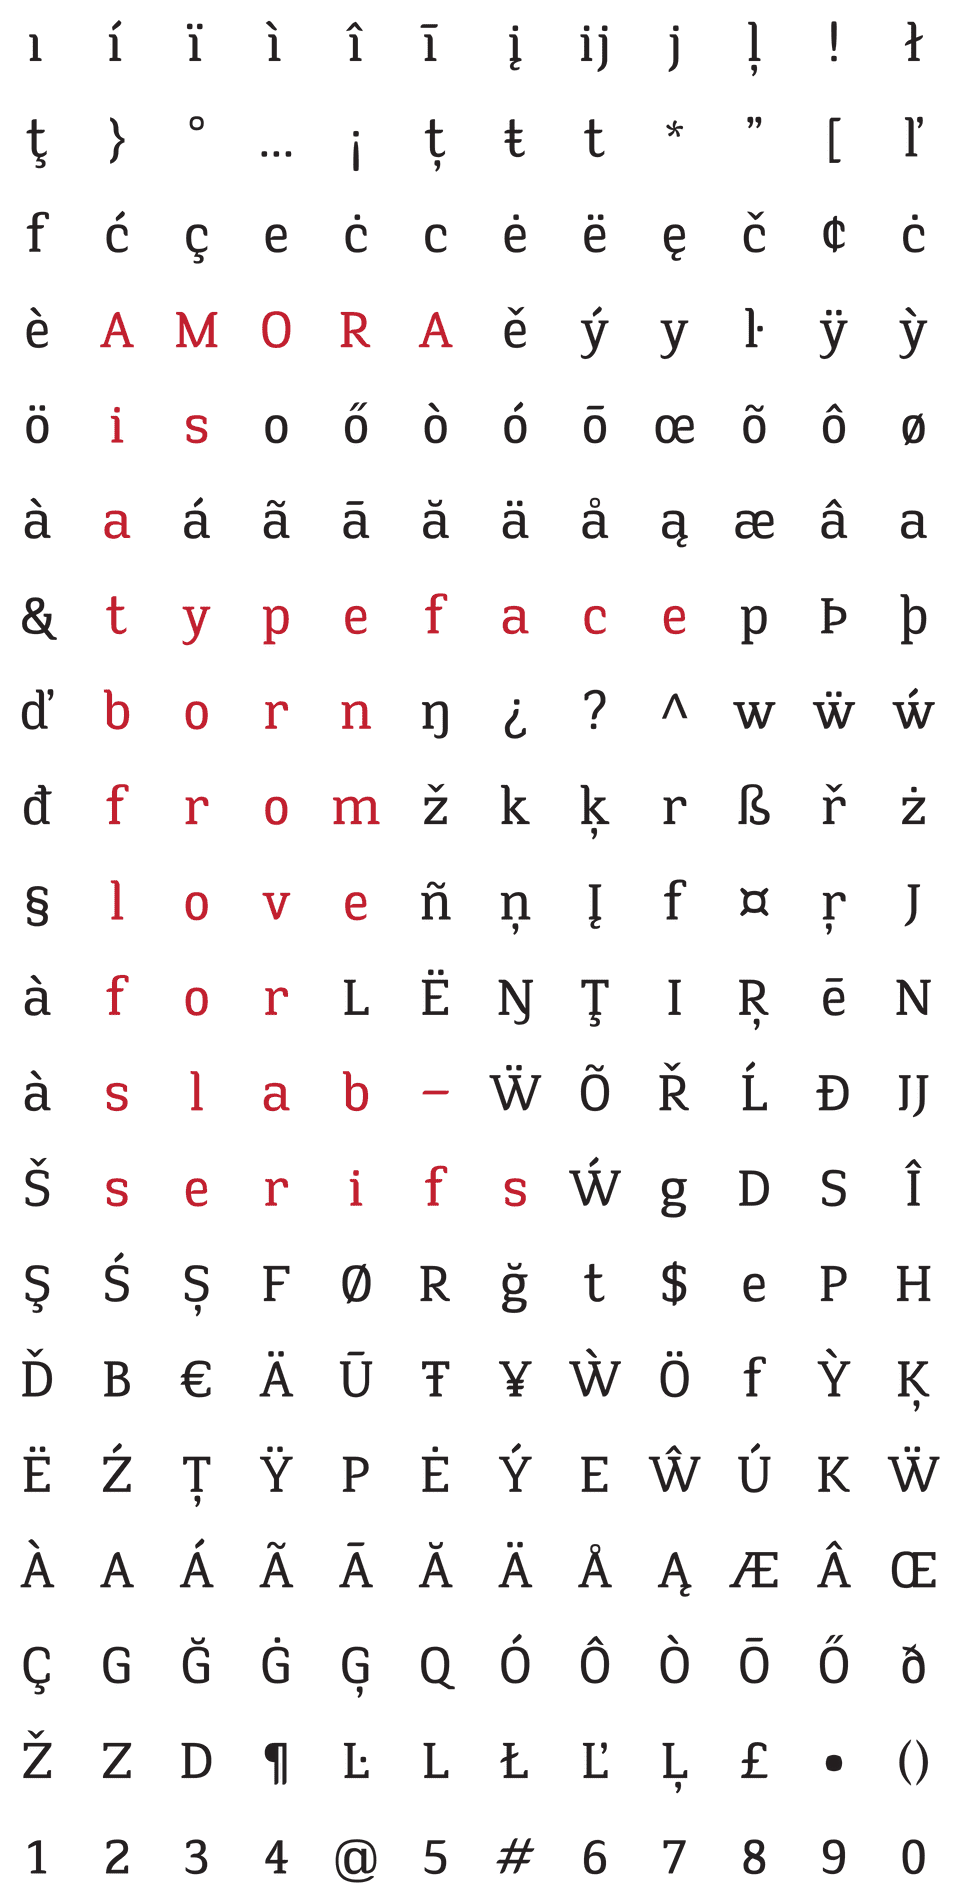 ı í ï ì î ī į ij j ļ ! ł
ţ } ° … ¡ ț ŧ t * ” [ ľ
f ć ç e ċ c ė ë ę č ¢ ċ
è A M O R A ě ý y ŀ ÿ ỳ
ö i s o ő ò ó ō œ õ ô ø
à a á ã ā ă ä å ą æ â a
& t y p e f a c e p Þ þ
ď b o r n ŋ ¿ ? ^ w ẅ ẃ
đ f r o m ž k ķ r ß ř ż
§ l o v e ñ ņ Į f ¤ ŗ J
à f o r L Ë Ŋ Ţ I Ŗ ē N
à s l a b – Ẅ Õ Ř Ĺ Đ IJ
Š s e r i f s Ẃ g D S Î
Ş Ś Ș F Ø R ğ t $ e P H
Ď B € Ä Ū Ŧ ¥ Ẁ Ö f Ỳ Ķ
Ë Ź Ț Ÿ P Ė Ý E Ŵ Ú K Ẅ
À A Á Ã Ā Ă Ä Å Ą Æ Â Œ
Ç G Ğ Ġ Ģ Q Ó Ô Ò Ō Ő ð
Ž Z D ¶ Ŀ L Ł Ľ Ļ £ • ()
1 2 3 4 @ 5 # 6 7 8 9 0